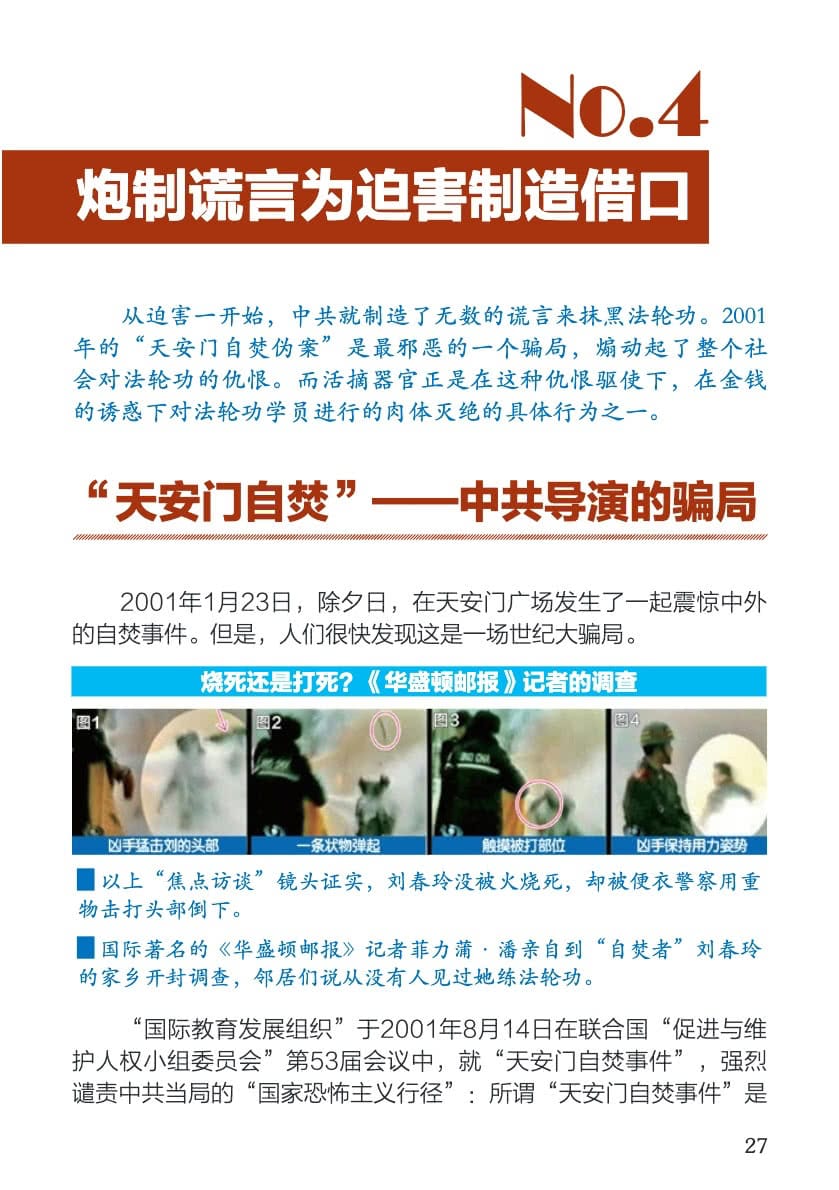 No.4
炮制谎言为迫害制造借口
从迫害一开始，中共就制造了无数的谎言来抹黑法轮功。2001
年的“天安门自焚伪案”是最邪恶的一个骗局，煽动起了整个社
会对法轮功的仇恨。而活摘器官正是在这种仇恨驱使下，在金钱
的诱惑下对法轮功学员进行的肉体灭绝的具体行为之一。
“天安门自焚”——中共导演的骗局
2001年1月23日，除夕日，在天安门广场发生了一起震惊中外
的自焚事件。但是，人们很快发现这是一场世纪大骗局。
烧死还是打死？《华盛顿邮报》记者的调查
图1 图2 图3 图4
凶手猛击刘的头部 一条状物弹起 触摸被打部位 凶手保持用力姿势
以上“焦点访谈”镜头证实，刘春玲没被火烧死，却被便衣警察用重
物击打头部倒下。
国际著名的《华盛顿邮报》记者菲力蒲·潘亲自到“自焚者”刘春玲
的家乡开封调查，邻居们说从没有人见过她练法轮功。
“国际教育发展组织”于2001年8月14日在联合国“促进与维
护人权小组委员会”第53届会议中，就“天安门自焚事件”，强烈
谴责中共当局的“国家恐怖主义行径”：所谓“天安门自焚事件”是
27